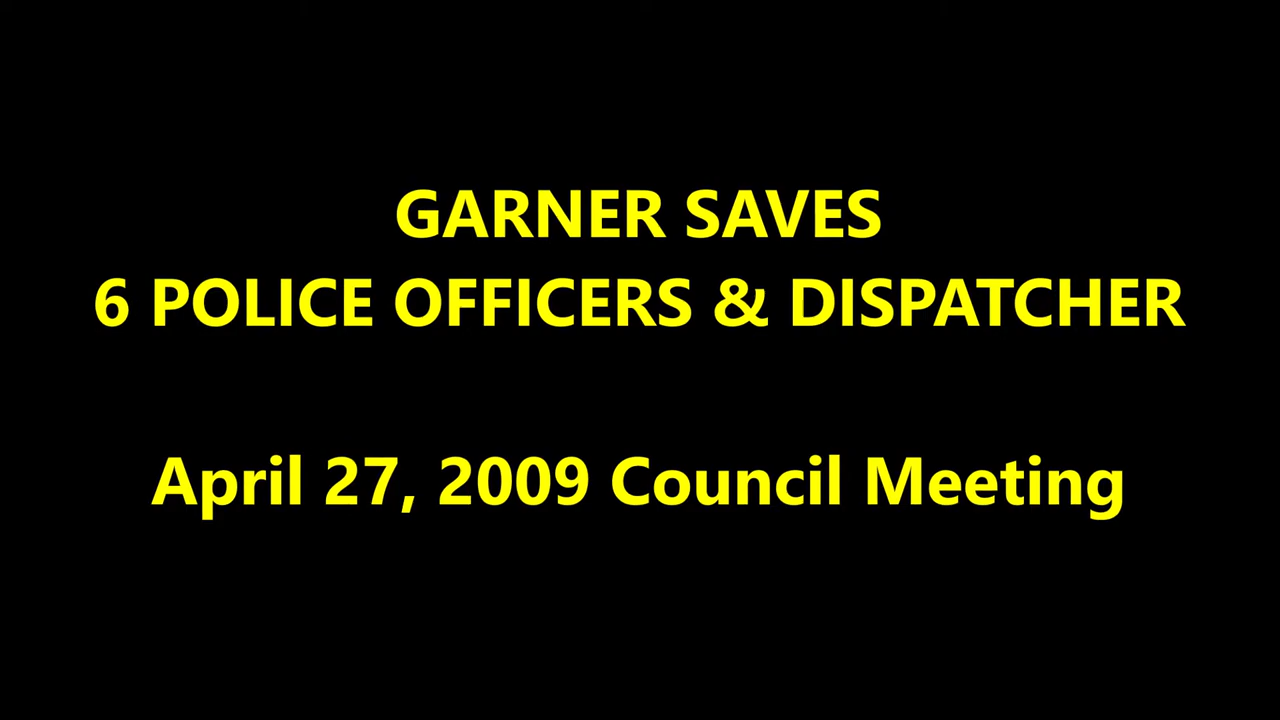 GARNER SAVES
6 POLICE OFFICERS & DISPATCHER
April 27, 2009 Council Meeting